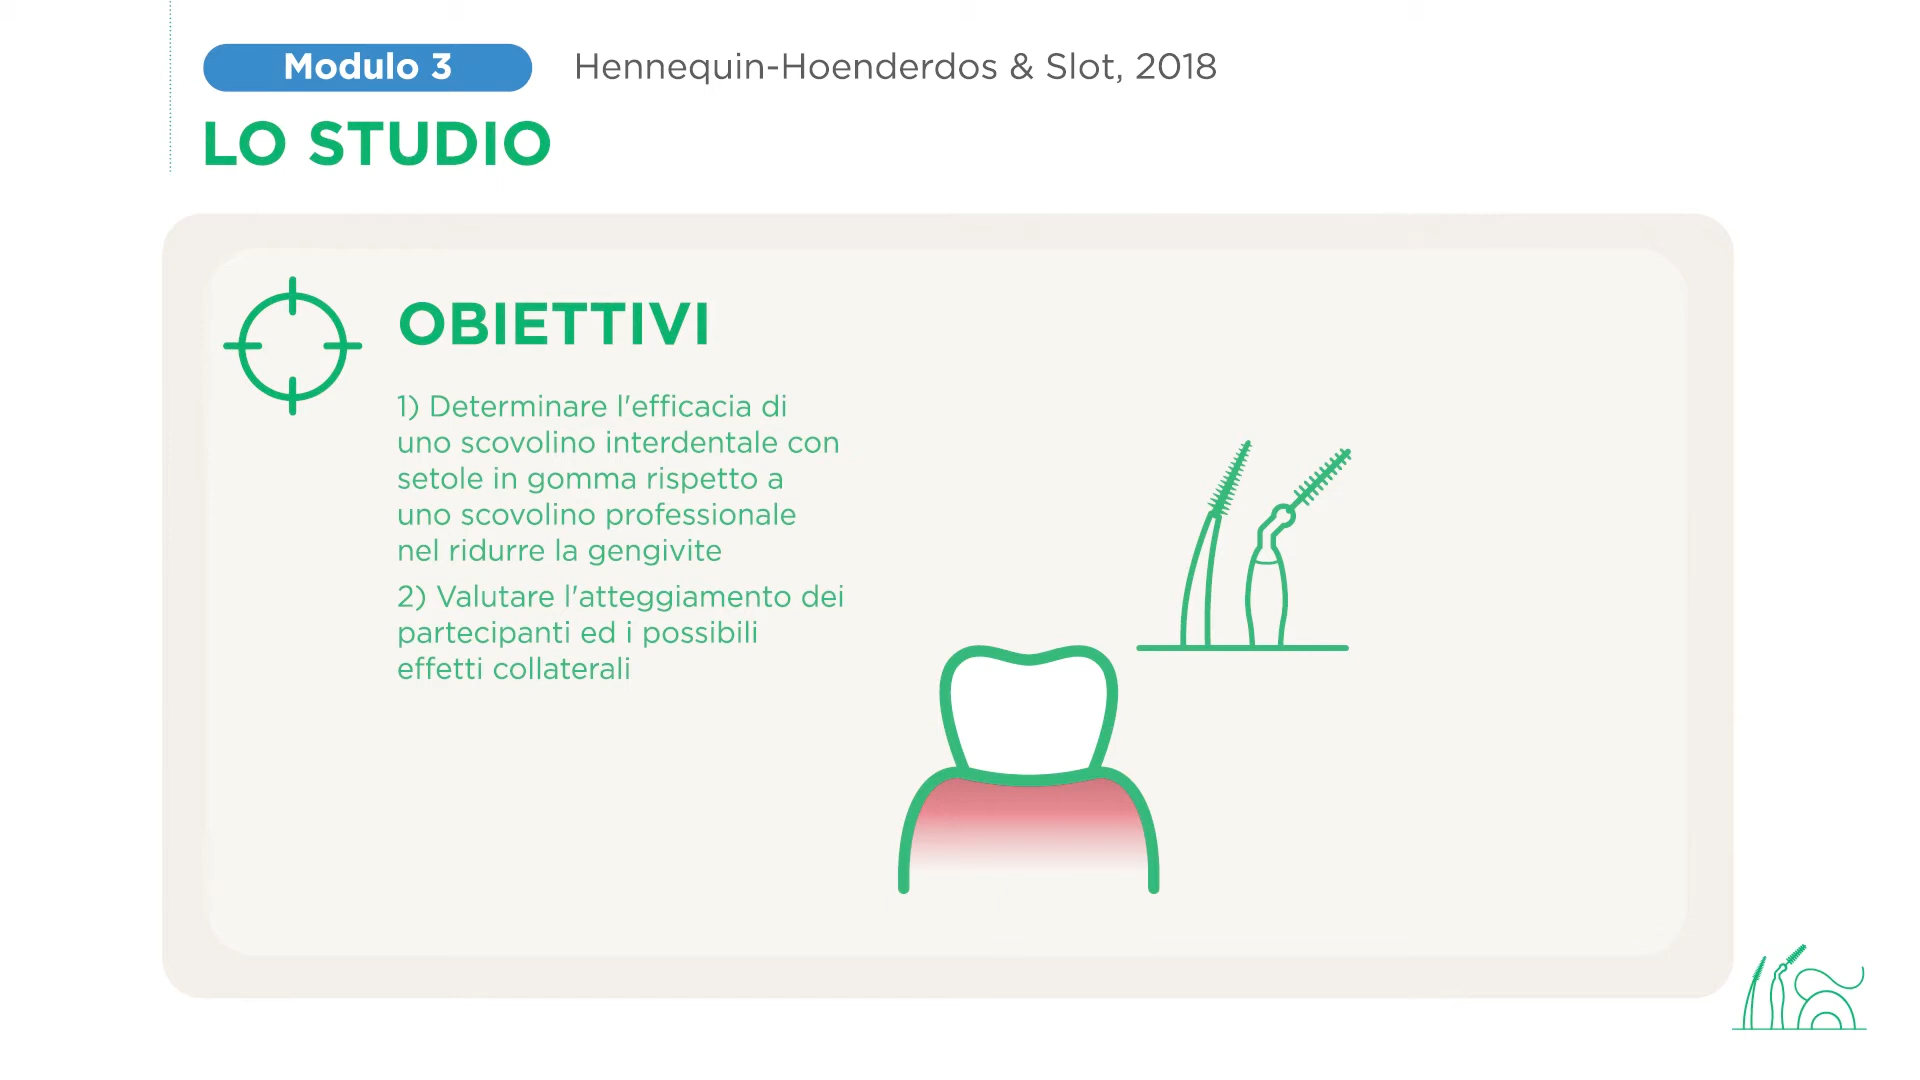 Modulo 3
Hennequin-Hoenderdos & Slot, 2018
LO STUDIO
OBIETTIVI
1) Determinare l'efficacia di
uno scovolino interdentale con
setole in gomma rispetto a
uno scovolino professionale
nel ridurre la gengivite
2) Valutare l'atteggiamento dei
partecipanti ed i possibili
effetti collaterali